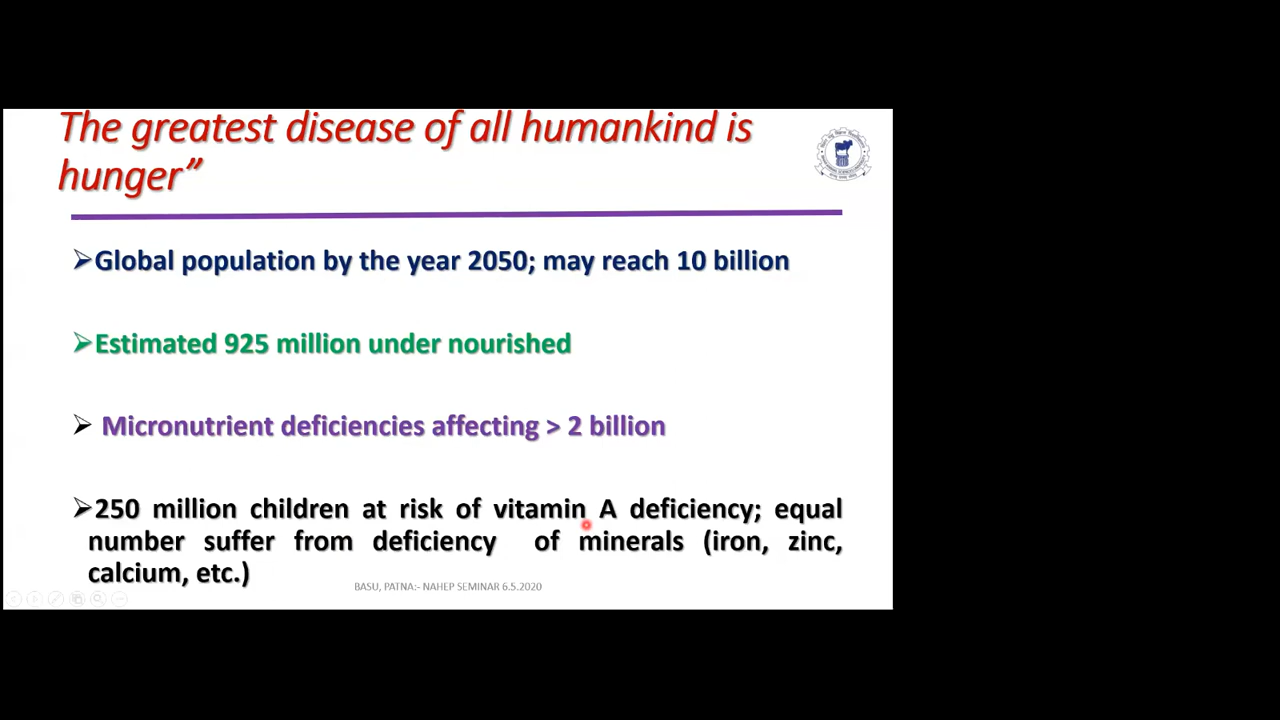 The greatest disease of all humankind is
hunger”
➢Global population by the year 2050; may reach 10 billion
➢Estimated 925 million under nourished
➢ Micronutrient deficiencies affecting > 2 billion
➢250 million children at risk of vitamin A deficiency; equal
number suffer from deficiency of minerals (iron, zinc,
calcium, etc.)
BASU, PATNA:- NAHEP SEMINAR 6.5.2020